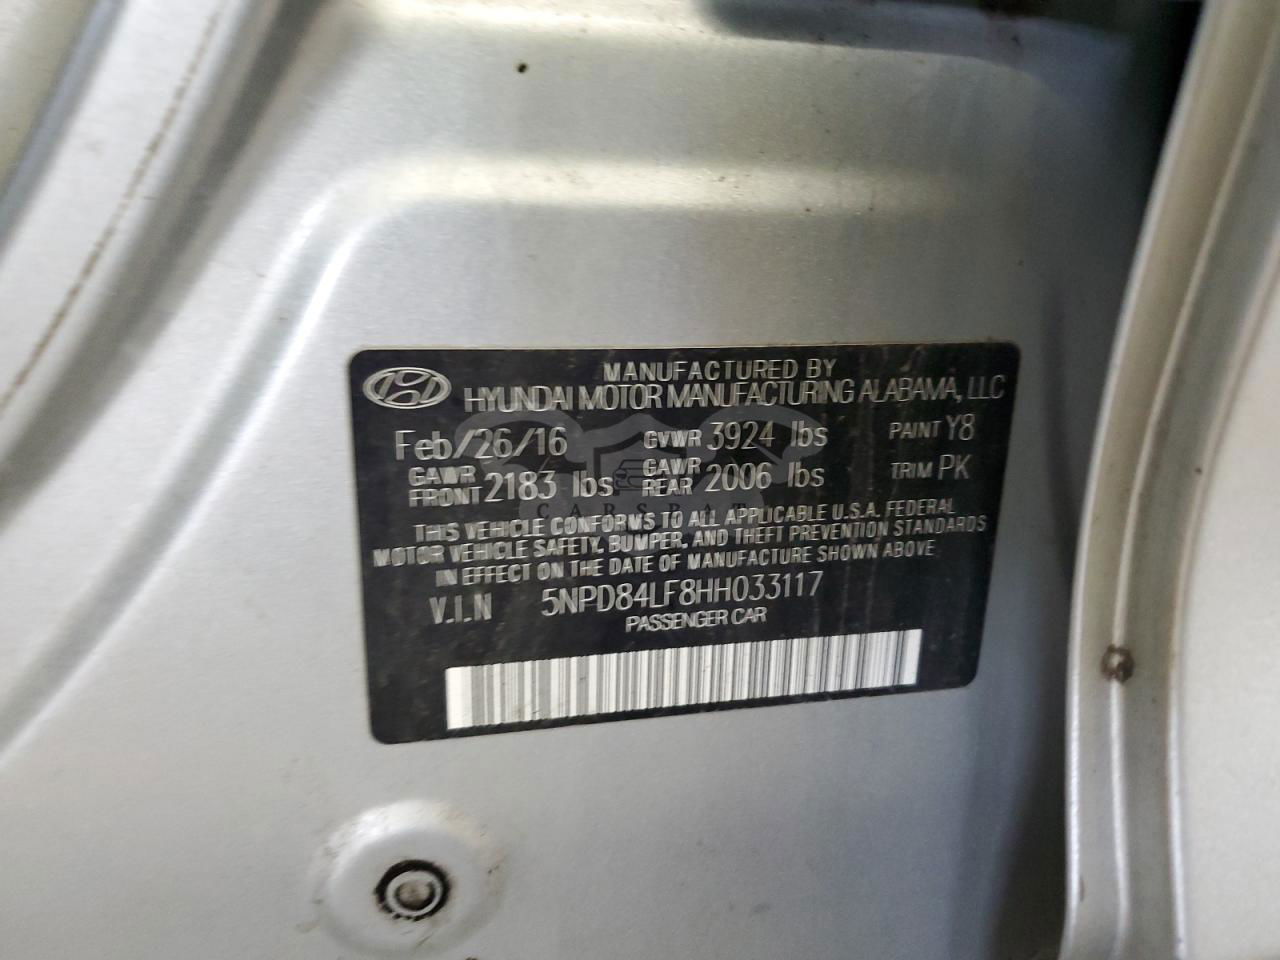 MANUFACTURED BY
HYUNDAI MOTOR MANUFACTURING ALABAMA, LLC
Feb/26/16 GVWR 3924 lbs PAINT Y8
GAWR FRONT 2183 lbs GAWR REAR 2006 lbs TRIM PK
CARSPAT
THIS VEHICLE CONFORMS TO ALL APPLICABLE U.S.A. FEDERAL
MOTOR VEHICLE SAFETY, BUMPER, AND THEFT PREVENTION STANDARDS
IN EFFECT ON THE DATE OF MANUFACTURE SHOWN ABOVE
V.I.N 5NPD84LF8HH033117
PASSENGER CAR